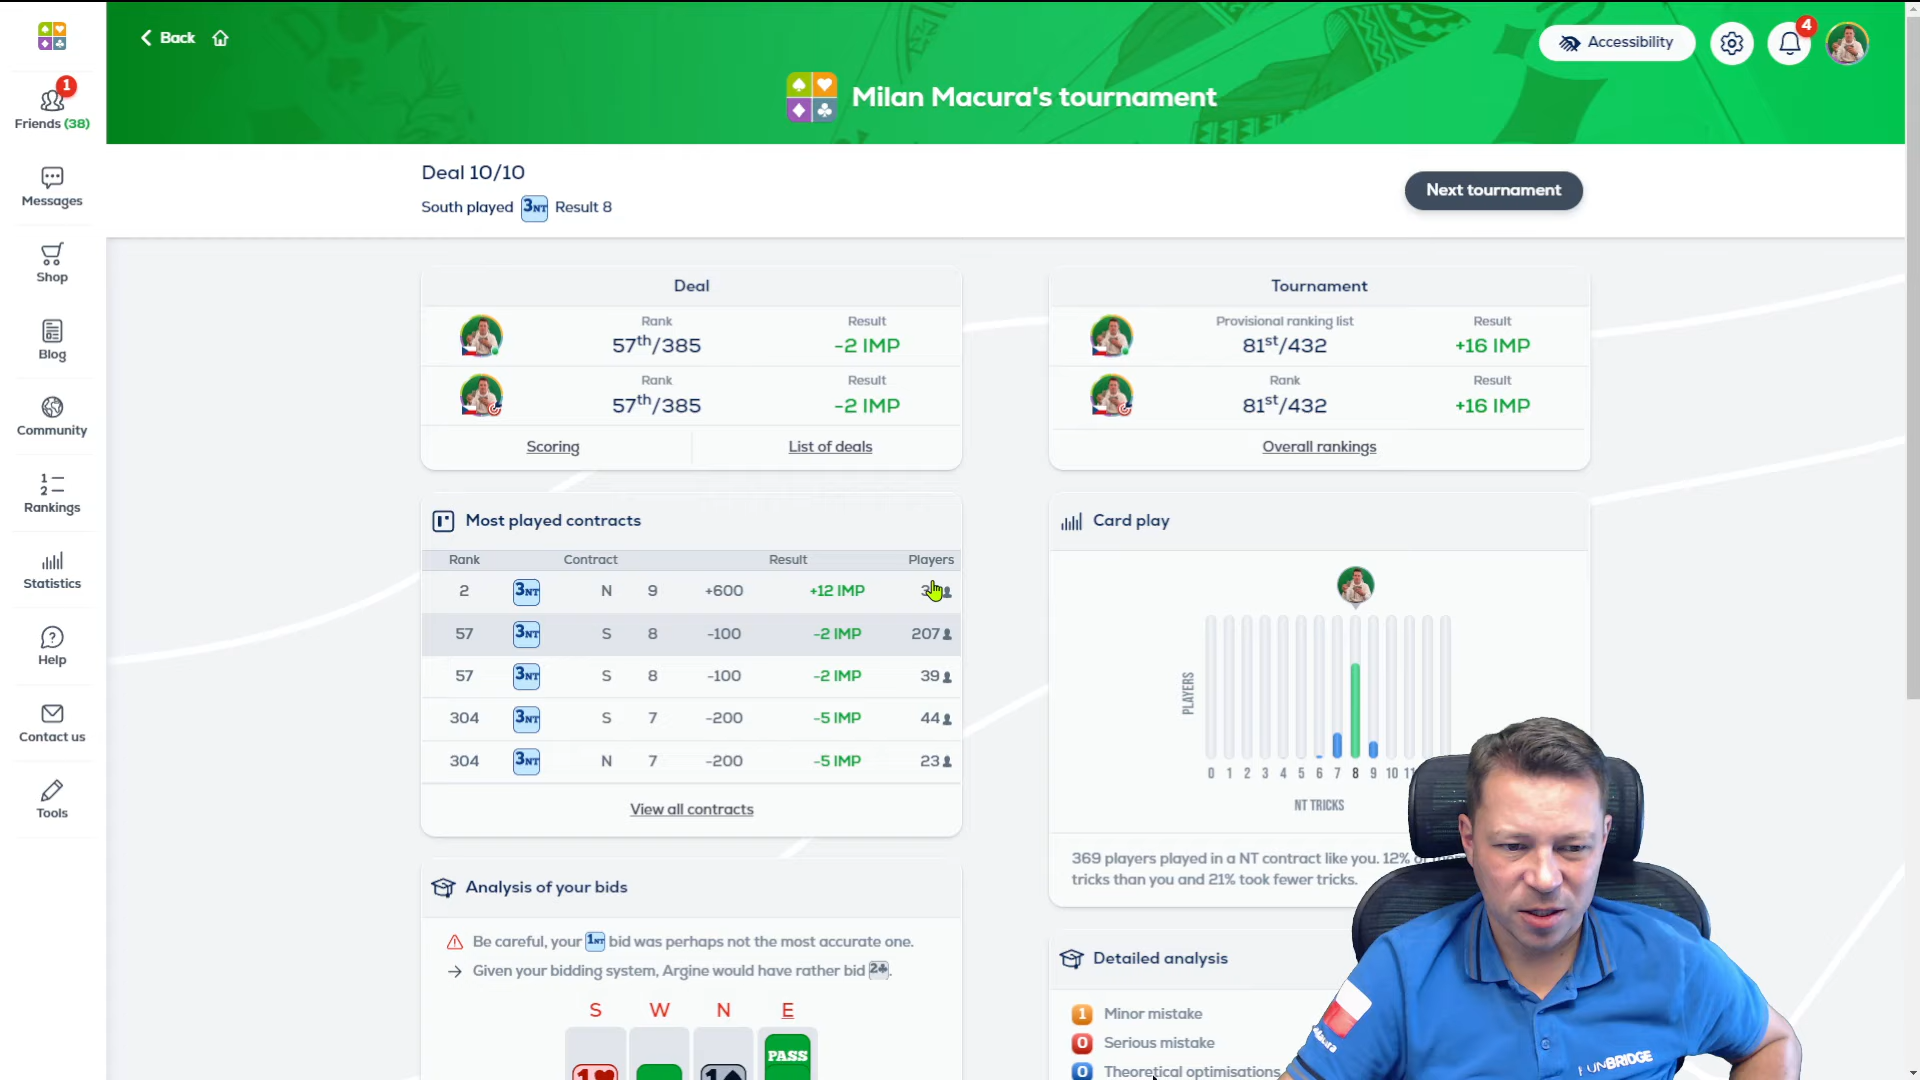 Back
Accessibility
4
Milan Macura's tournament
1
Friends (38)
Messages
Shop
Blog
Community
1
2
Rankings
Statistics
Help
Contact us
Tools
Deal 10/10
South played 3NT Result 8
Next tournament
Deal
Rank Result
57th/385 -2 IMP
Rank Result
57th/385 -2 IMP
Scoring List of deals
Tournament
Provisional ranking list Result
81st/432 +16 IMP
Rank Result
81st/432 +16 IMP
Overall rankings
Most played contracts
Rank Contract Result Players
2 3NT N 9 +600 +12 IMP
57 3NT S 8 -100 -2 IMP 207
57 3NT S 8 -100 -2 IMP 39
304 3NT S 7 -200 -5 IMP 44
304 3NT N 7 -200 -5 IMP 23
View all contracts
Card play
PLAYERS
0 1 2 3 4 5 6 7 8 9 10
NT TRICKS
369 players played in a NT contract like you. 12%
tricks than you and 21% took fewer tricks.
Analysis of your bids
Be careful, your 1NT bid was perhaps not the most accurate one.
Given your bidding system, Argine would have rather bid 2♣.
S W N E
1♥ 1♠ PASS
Detailed analysis
1 Minor mistake
0 Serious mistake
0 Theoretical optimisations
FUNBRIDGE